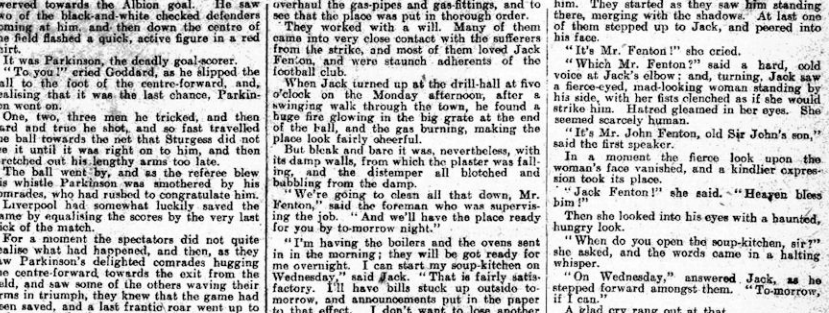 werved towards the Albion goal. He saw
wo of the black-and-white checked defenders
oming at him, and then down the centre of
he field flashed a quick, active figure in a red
hirt.
It was Parkinson, the deadly goal-scorer.
"To you!" cried Goddard, as he slipped the
all to the foot of the centre-forward, and,
ealising that it was the last chance, Parkin-
on went on.
One, two, three men he tricked, and then
ard and true he shot, and so fast travelled
he ball towards the net that Sturgess did not
ee it until it was right on to him, and then
retched out his lengthy arms too late.
The ball went by, and as the referee blew
is whistle Parkinson was smothered by his
omrades, who had rushed to congratulate him.
Liverpool had somewhat luckily saved the
ame by equalising the scores by the very last
ick of the match.
For a moment the spectators did not quite
ealise what had happened, and then, as they
aw Parkinson's delighted comrades hugging
he centre-forward towards the exit from the
eld, and saw some of the others waving their
rms in triumph, they knew that the game had
een saved, and a last frantic roar went up to
overhaul the gas-pipes and gas-fittings, and to
see that the place was put in thorough order.
They worked with a will. Many of them
came into very close contact with the sufferers
from the strike, and most of them loved Jack
Fenton, and were staunch adherents of the
football club.
When Jack turned up at the drill-hall at five
o'clock on the Monday afternoon, after a
swinging walk through the town, he found a
huge fire glowing in the big grate at the end
of the hall, and the gas burning, making the
place look fairly cheerful.
But bleak and bare it was, nevertheless, with
its damp walls, from which the plaster was fall-
ing, and the distemper all blotched and
bubbling from the damp.
"We're going to clean all that down, Mr.
Fenton," said the foreman who was supervis-
ing the job. "And we'll have the place ready
for you by to-morrow night."
"I'm having the boilers and the ovens sent
in in the morning; they will be got ready for
me overnight. I can start my soup-kitchen on
Wednesday," said Jack. "That is fairly satis-
factory. I'll have bills stuck up outside to-
morrow, and announcements put in the paper
to that effect. I don't want to lose another
him. They started as they saw him standing
there, merging with the shadows. At last one
of them stepped up to Jack, and peered into
his face.
"It's Mr. Fenton!" she cried.
"Which Mr. Fenton?" said a hard, cold
voice at Jack's elbow; and, turning, Jack saw
a fierce-eyed, mad-looking woman standing by
his side, with her fists clenched as if she would
strike him. Hatred gleamed in her eyes. She
seemed scarcely human.
"It's Mr. John Fenton, old Sir John's son,"
said the first speaker.
In a moment the fierce look upon the
woman's face vanished, and a kindlier expres-
sion took its place.
"Jack Fenton!" she said. "Heaven bless
him!"
Then she looked into his eyes with a haunted,
hungry look.
"When do you open the soup-kitchen, sir?"
she asked, and the words came in a halting
whisper.
"On Wednesday," answered Jack, as he
stepped forward amongst them. "To-morrow,
if I can."
A glad cry rang out at that